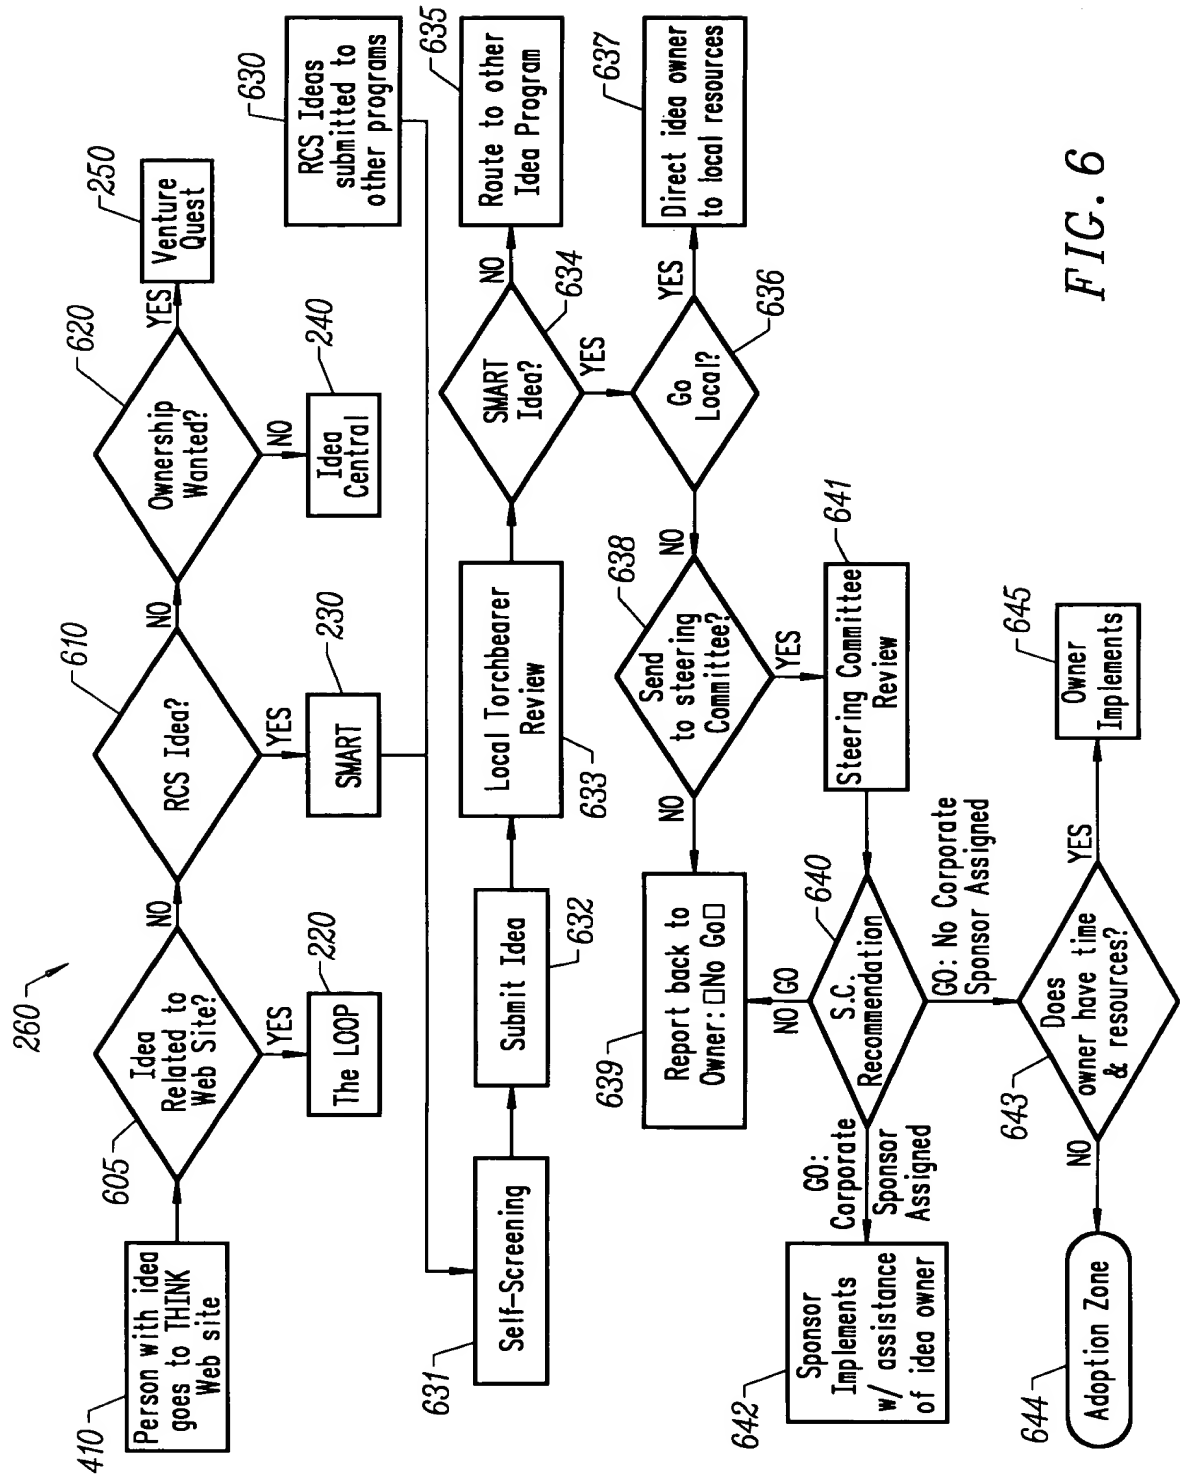 260
410
Person with idea
goes to THINK
Web site
605
Idea
Related to
Web Site?
NO
YES
220
The LOOP
610
RCS Idea?
NO
YES
230
SMART
620
Ownership
Wanted?
YES
NO
250
Venture
Quest
240
Idea
Central
630
RCS Ideas
submitted to
other programs
631
Self-Screening
632
Submit Idea
633
Local Torchbearer
Review
634
SMART
Idea?
NO
YES
635
Route to other
Idea Program
636
Go
Local?
YES
NO
637
Direct idea owner
to local resources
638
Send
to steering
Committee?
NO
YES
639
Report back to
Owner: □No Go□
641
Steering Committee
Review
640
S.C.
Recommendation
NO GO
GO:
Corporate
Sponsor
Assigned
GO: No Corporate
Sponsor Assigned
642
Sponsor
Implements
w/ assistance
of idea owner
643
Does
owner have time
& resources?
YES
NO
645
Owner
Implements
644
Adoption Zone
FIG. 6